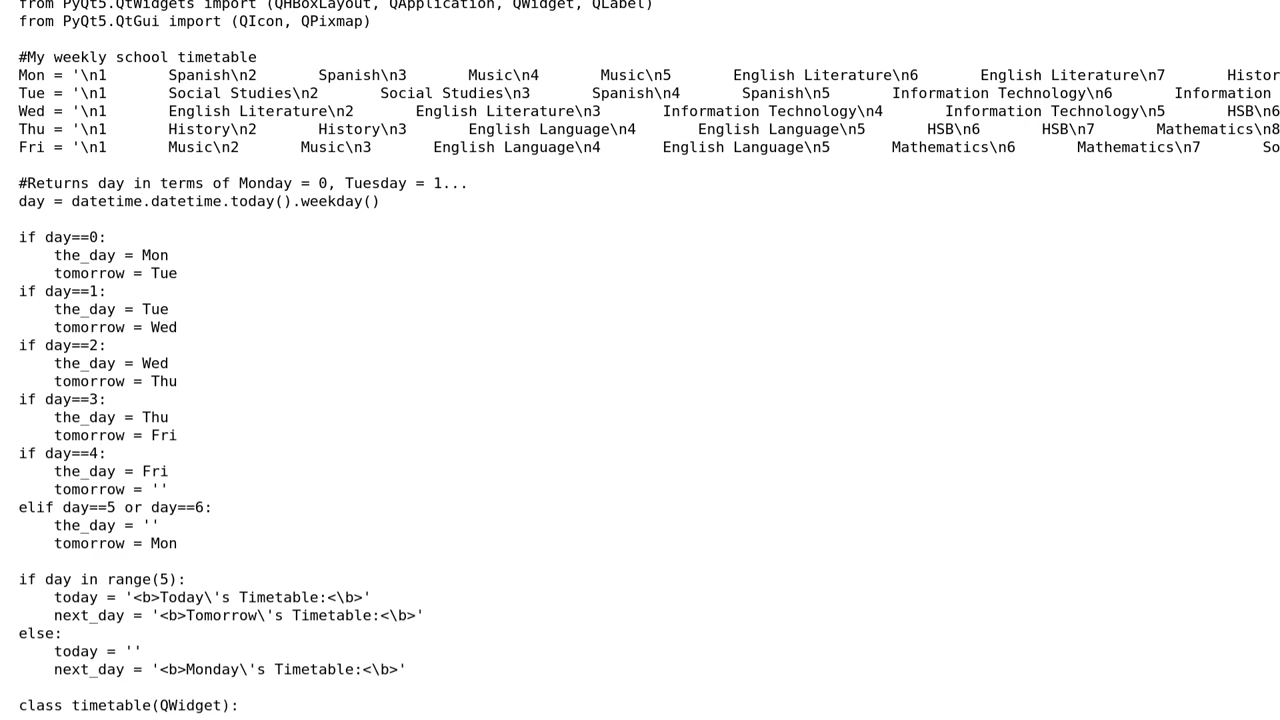 from PyQt5.QtWidgets import (QHBoxLayout, QApplication, QWidget, QLabel)
from PyQt5.QtGui import (QIcon, QPixmap)
#My weekly school timetable
Mon = '\n1       Spanish\n2       Spanish\n3       Music\n4       Music\n5       English Literature\n6       English Literature\n7       Histor
Tue = '\n1       Social Studies\n2       Social Studies\n3       Spanish\n4       Spanish\n5       Information Technology\n6       Information
Wed = '\n1       English Literature\n2       English Literature\n3       Information Technology\n4       Information Technology\n5       HSB\n6
Thu = '\n1       History\n2       History\n3       English Language\n4       English Language\n5       HSB\n6       HSB\n7       Mathematics\n8
Fri = '\n1       Music\n2       Music\n3       English Language\n4       English Language\n5       Mathematics\n6       Mathematics\n7       So
#Returns day in terms of Monday = 0, Tuesday = 1...
day = datetime.datetime.today().weekday()
if day==0:
    the_day = Mon
    tomorrow = Tue
if day==1:
    the_day = Tue
    tomorrow = Wed
if day==2:
    the_day = Wed
    tomorrow = Thu
if day==3:
    the_day = Thu
    tomorrow = Fri
if day==4:
    the_day = Fri
    tomorrow = ''
elif day==5 or day==6:
    the_day = ''
    tomorrow = Mon
if day in range(5):
    today = '<b>Today\'s Timetable:<\b>'
    next_day = '<b>Tomorrow\'s Timetable:<\b>'
else:
    today = ''
    next_day = '<b>Monday\'s Timetable:<\b>'
class timetable(QWidget):